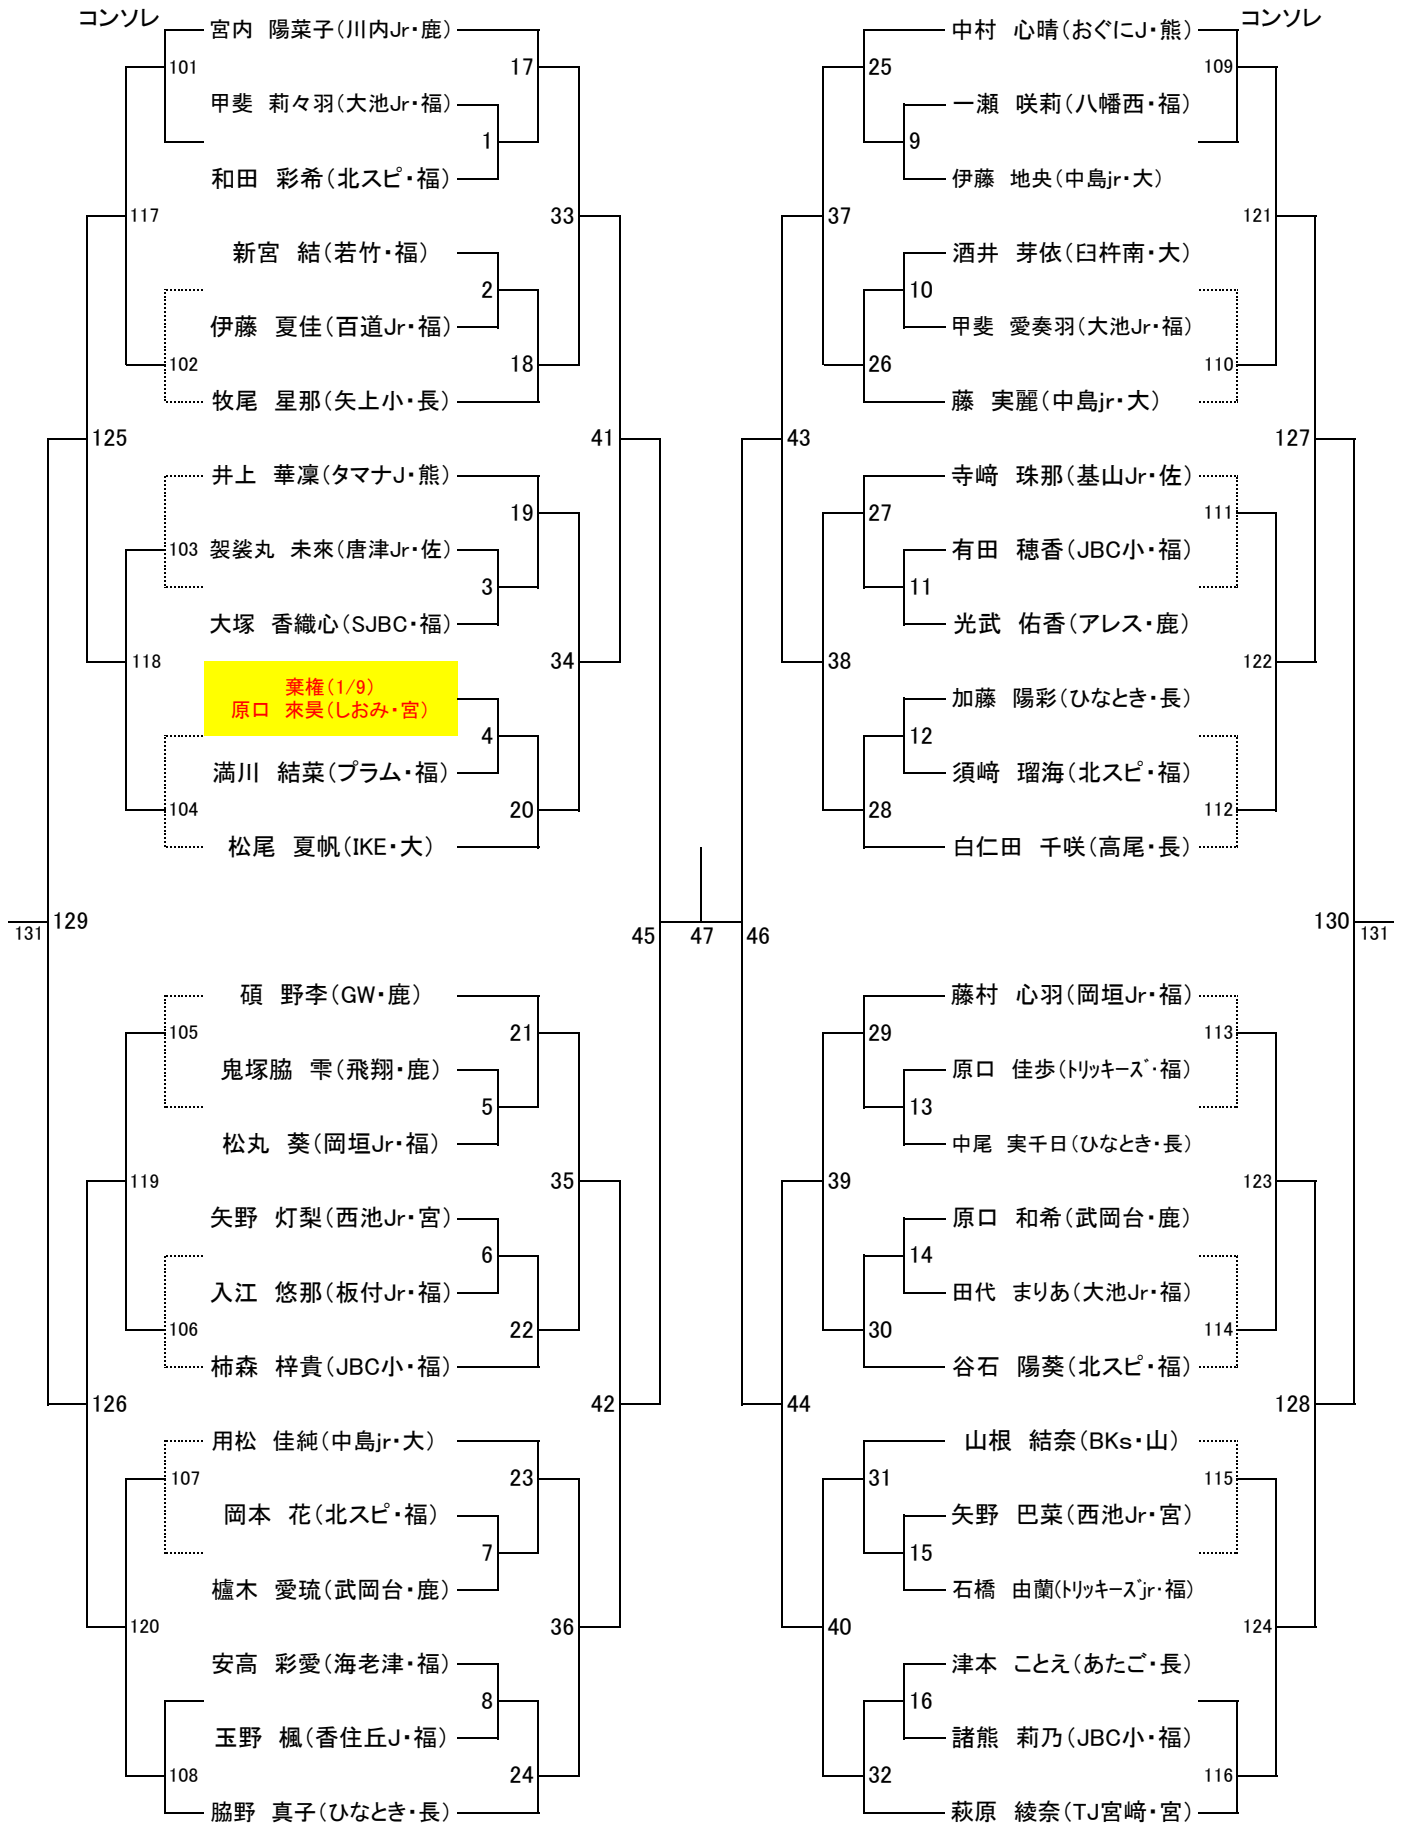 コンソレ
宮内 陽菜子(川内Jr・鹿)
101
17
甲斐 莉々羽(大池Jr・福)
1
和田 彩希(北スピ・福)
117
33
新宮 結(若竹・福)
2
伊藤 夏佳(百道Jr・福)
102
18
牧尾 星那(矢上小・長)
125
41
井上 華凜(タマナJ・熊)
19
103
袈裟丸 未來(唐津Jr・佐)
3
大塚 香織心(SJBC・福)
118
34
棄権(1/9)
原口 來昊(しおみ・宮)
4
満川 結菜(プラム・福)
104
20
松尾 夏帆(IKE・大)
129
131
45
47
46
碩 野李(GW・鹿)
105
21
鬼塚脇 雫(飛翔・鹿)
5
松丸 葵(岡垣Jr・福)
119
35
矢野 灯梨(西池Jr・宮)
6
入江 悠那(板付Jr・福)
106
22
柿森 梓貴(JBC小・福)
126
42
用松 佳純(中島jr・大)
107
23
岡本 花(北スピ・福)
7
櫨木 愛琉(武岡台・鹿)
120
36
安高 彩愛(海老津・福)
8
玉野 楓(香住丘J・福)
108
24
脇野 真子(ひなとき・長)
コンソレ
中村 心晴(おぐにJ・熊)
25
109
一瀬 咲莉(八幡西・福)
9
伊藤 地央(中島jr・大)
37
121
酒井 芽依(臼杵南・大)
10
甲斐 愛奏羽(大池Jr・福)
26
110
藤 実麗(中島jr・大)
43
127
寺﨑 珠那(基山Jr・佐)
27
111
有田 穂香(JBC小・福)
11
光武 佑香(アレス・鹿)
38
122
加藤 陽彩(ひなとき・長)
12
須﨑 瑠海(北スピ・福)
28
112
白仁田 千咲(高尾・長)
130
131
藤村 心羽(岡垣Jr・福)
29
113
原口 佳歩(トリッキーズ・福)
13
中尾 実千日(ひなとき・長)
39
123
原口 和希(武岡台・鹿)
14
田代 まりあ(大池Jr・福)
30
114
谷石 陽葵(北スピ・福)
44
128
山根 結奈(BKs・山)
31
115
矢野 巴菜(西池Jr・宮)
15
石橋 由蘭(トリッキーズjr・福)
40
124
津本 ことえ(あたご・長)
16
諸熊 莉乃(JBC小・福)
32
116
萩原 綾奈(TJ宮﨑・宮)